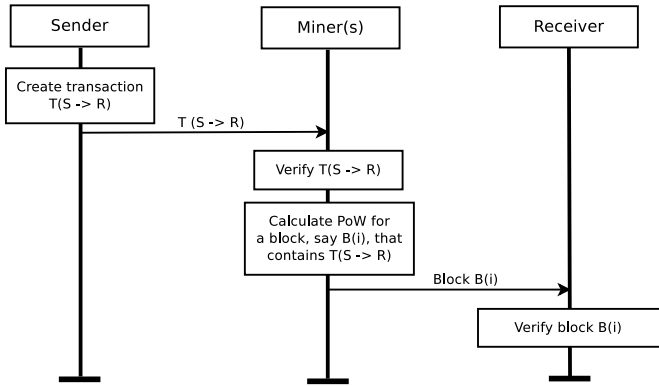 Sender
Miner(s)
Receiver
Create transaction
T(S -> R)
T (S -> R)
Verify T(S -> R)
Calculate PoW for
a block, say B(i), that
contains T(S -> R)
Block B(i)
Verify block B(i)